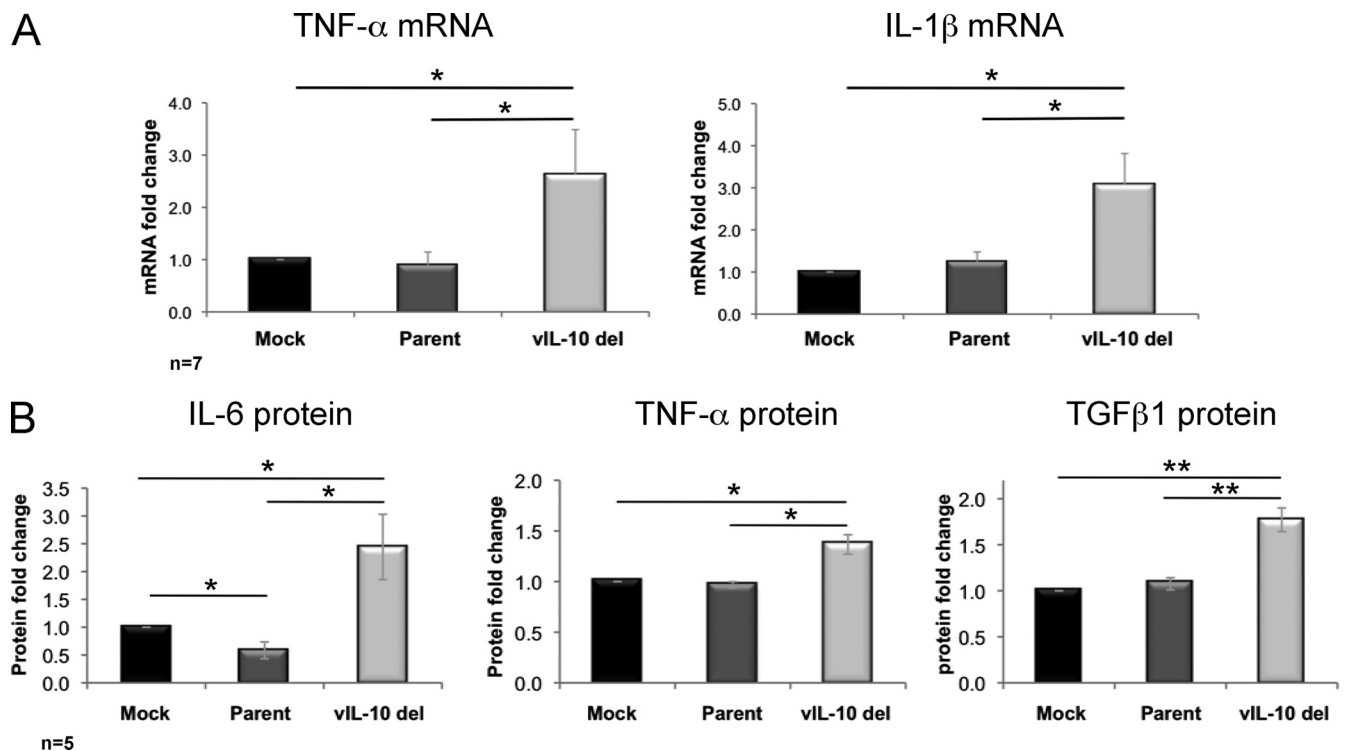 A
TNF-α mRNA
*
*
mRNA fold change
4.0
3.0
2.0
1.0
0.0
Mock Parent vIL-10 del
n=7
IL-1β mRNA
*
*
mRNA fold change
5.0
4.0
3.0
2.0
1.0
0.0
Mock Parent vIL-10 del
B
IL-6 protein
*
*
*
Protein fold change
3.5
3.0
2.5
2.0
1.5
1.0
0.5
0.0
Mock Parent vIL-10 del
n=5
TNF-α protein
*
*
Protein fold change
2.0
1.5
1.0
0.5
0.0
Mock Parent vIL-10 del
TGFβ1 protein
**
**
protein fold change
2.0
1.5
1.0
0.5
0.0
Mock Parent vIL-10 del